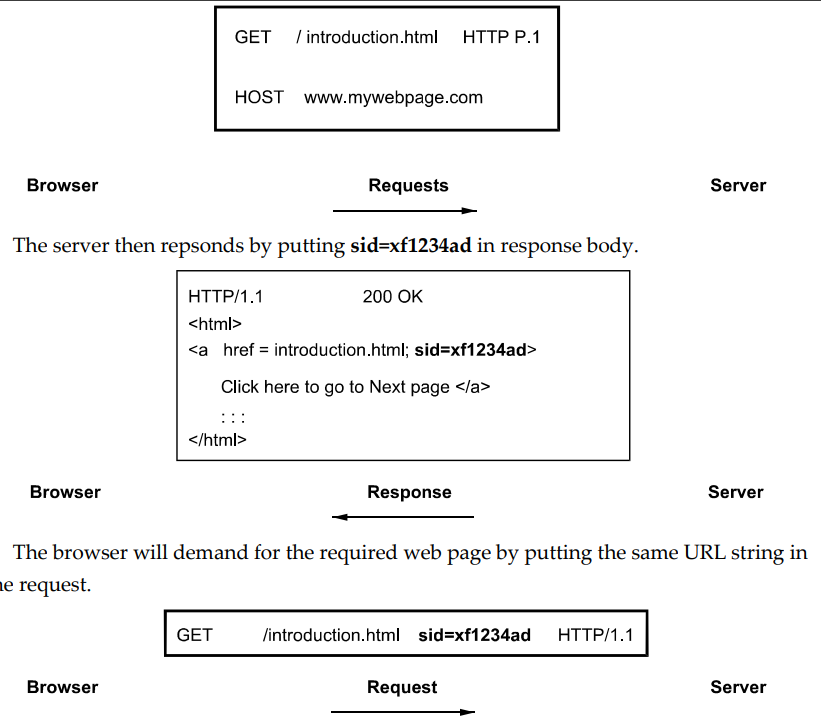 GET / introduction.html HTTP P.1
HOST www.mywebpage.com
Browser Requests Server
The server then repsonds by putting sid=xf1234ad in response body.
HTTP/1.1 200 OK
<html>
<a href = introduction.html; sid=xf1234ad>
Click here to go to Next page </a>
: : :
</html>
Browser Response Server
The browser will demand for the required web page by putting the same URL string in
he request.
GET /introduction.html sid=xf1234ad HTTP/1.1
Browser Request Server